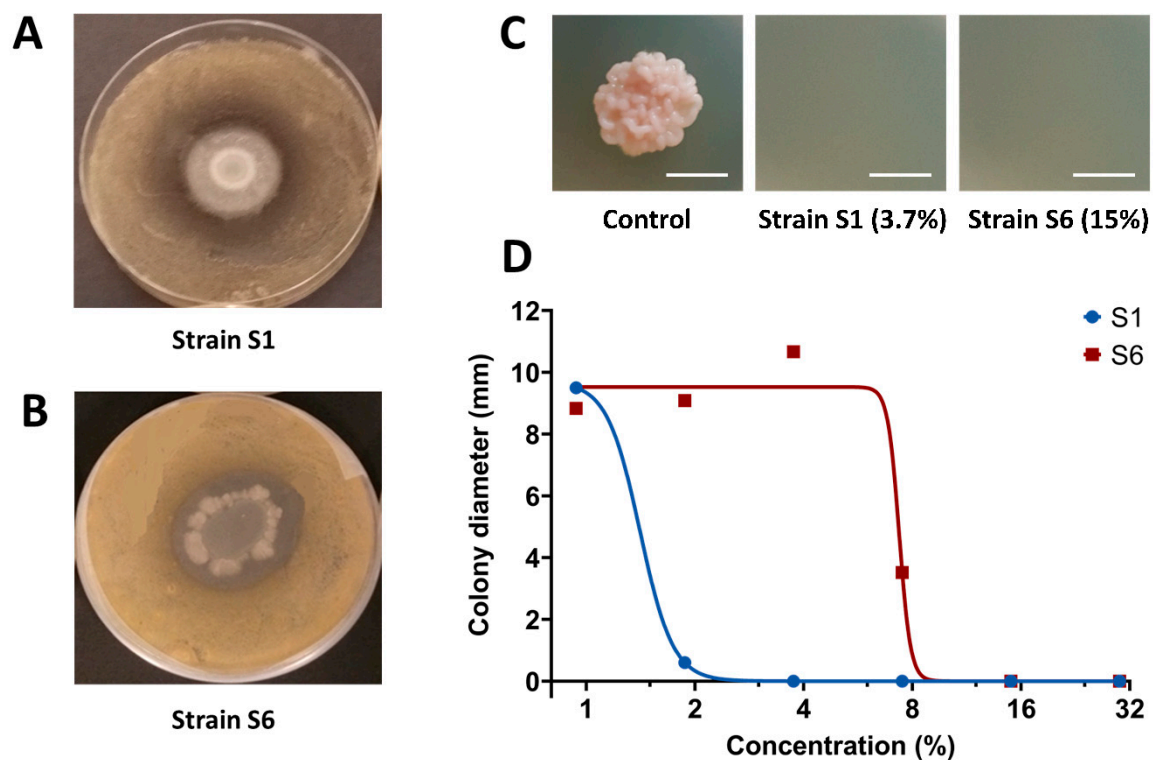 A
Strain S1
B
Strain S6
C
Control
Strain S1 (3.7%)
Strain S6 (15%)
D
S1
S6
Colony diameter (mm)
12
10
8
6
4
2
0
1
2
4
8
16
32
Concentration (%)